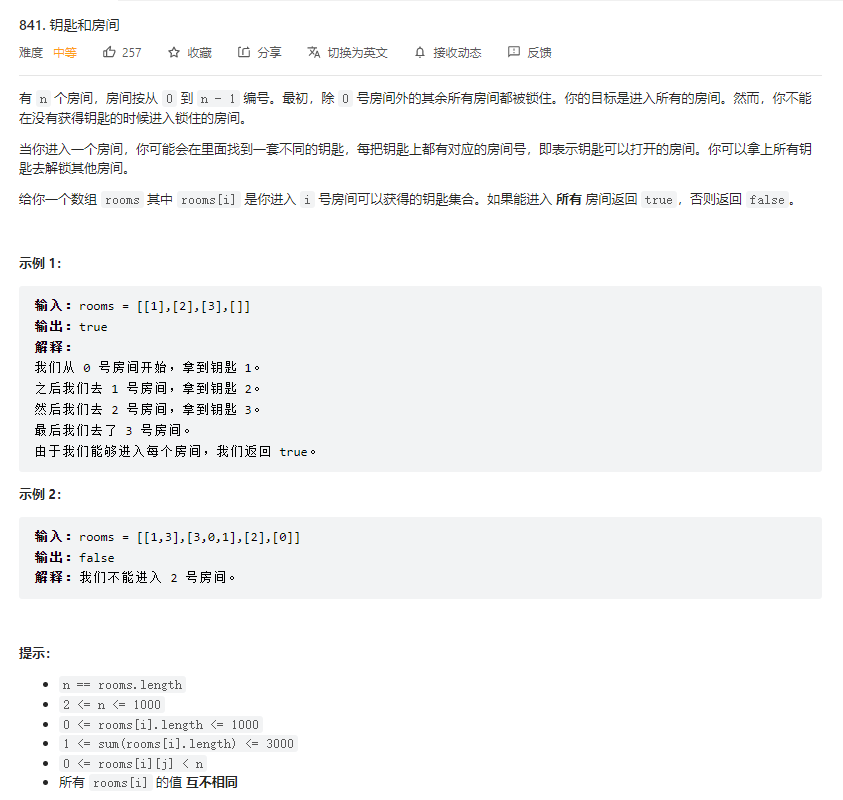 841. 钥匙和房间
难度 中等 257 收藏 分享 切换为英文 接收动态 反馈
有 n 个房间，房间按从 0 到 n - 1 编号。最初，除 0 号房间外的其余所有房间都被锁住。你的目标是进入所有的房间。然而，你不能
在没有获得钥匙的时候进入锁住的房间。
当你进入一个房间，你可能会在里面找到一套不同的钥匙，每把钥匙上都有对应的房间号，即表示钥匙可以打开的房间。你可以拿上所有钥
匙去解锁其他房间。
给你一个数组 rooms 其中 rooms[i] 是你进入 i 号房间可以获得的钥匙集合。如果能进入 所有 房间返回 true，否则返回 false。
示例 1：
输入：rooms = [[1],[2],[3],[]]
输出：true
解释：
我们从 0 号房间开始，拿到钥匙 1。
之后我们去 1 号房间，拿到钥匙 2。
然后我们去 2 号房间，拿到钥匙 3。
最后我们去了 3 号房间。
由于我们能够进入每个房间，我们返回 true。
示例 2：
输入：rooms = [[1,3],[3,0,1],[2],[0]]
输出：false
解释：我们不能进入 2 号房间。
提示：
• n == rooms.length
• 2 <= n <= 1000
• 0 <= rooms[i].length <= 1000
• 1 <= sum(rooms[i].length) <= 3000
• 0 <= rooms[i][j] < n
• 所有 rooms[i] 的值 互不相同